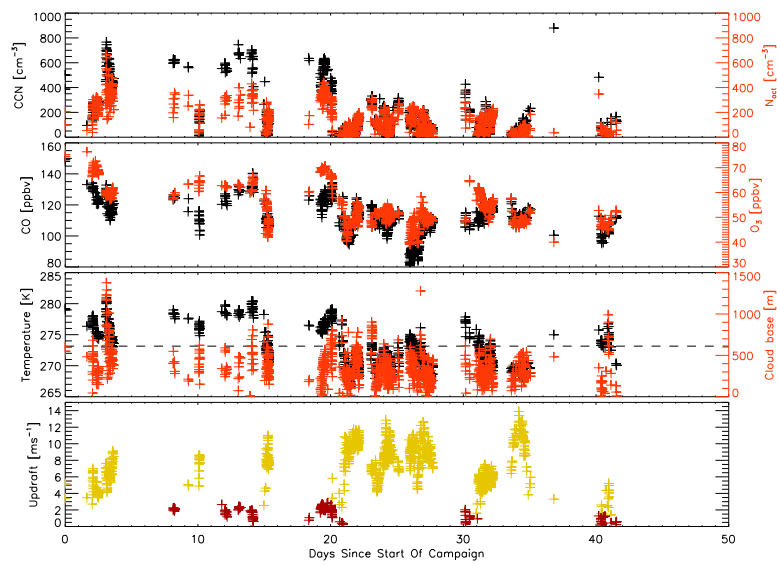 1000 1000
800 800
600 600
400 400
200 200
0 0
CCN [cm⁻³]
N_act [cm⁻³]
160 80
140 70
120 60
100 50
40
80 30
CO [ppbv]
O₃ [ppbv]
285 1500
280
275 1000
270 500
265 0
Temperature [K]
Cloud base [m]
14
12
10
8
6
4
2
0
Updraft [ms⁻¹]
0 10 20 30 40 50
Days Since Start Of Campaign